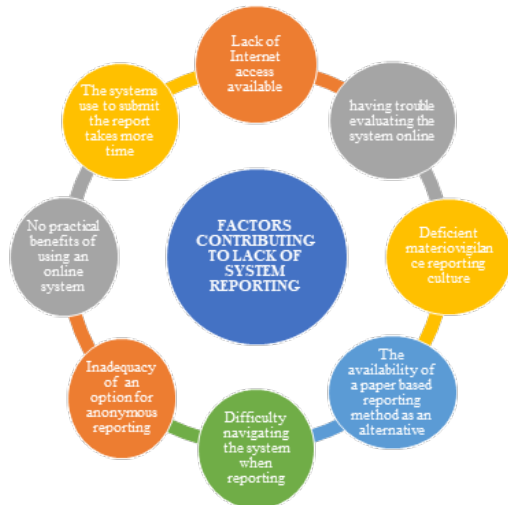 Lack of
Internet
access
available
having trouble
evaluating the
system online
Deficient
materiovigilan
ce reporting
culture
The
availability of
a paper based
reporting
method as an
alternative
Difficulty
navigating
the system
when
reporting
Inadequacy
of an
option for
anonymous
reporting
No practical
benefits of
using an
online
system
The systems
use to submit
the report
takes more
time
FACTORS
CONTRIBUTING
TO LACK OF
SYSTEM
REPORTING